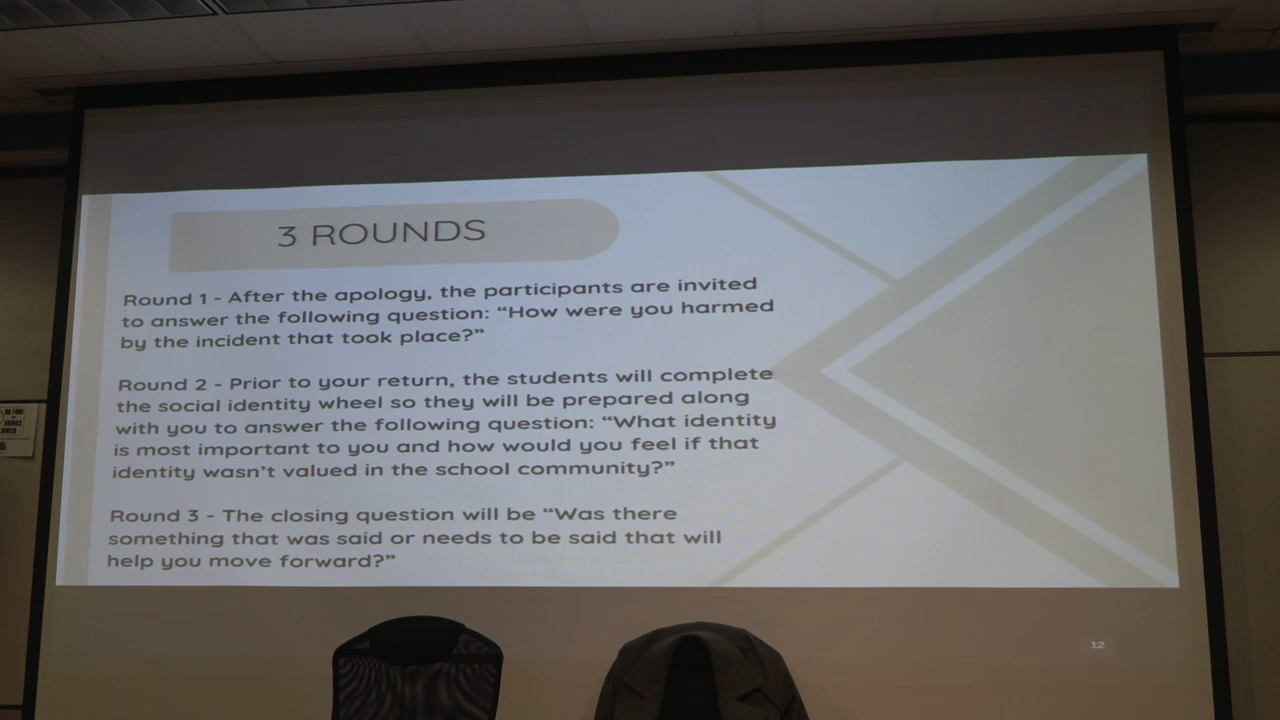 3 ROUNDS
Round 1 - After the apology, the participants are invited
to answer the following question: “How were you harmed
by the incident that took place?”
Round 2 - Prior to your return, the students will complete
the social identity wheel so they will be prepared along
with you to answer the following question: “What identity
is most important to you and how would you feel if that
identity wasn’t valued in the school community?”
Round 3 - The closing question will be “Was there
something that was said or needs to be said that will
help you move forward?”
12